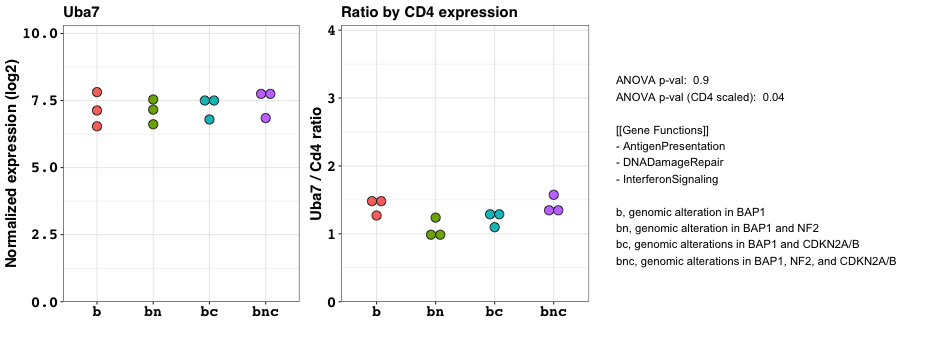 Uba7
Normalized expression (log2)
10.0
7.5
5.0
2.5
0.0
b bn bc bnc
Ratio by CD4 expression
Uba7 / Cd4 ratio
4
3
2
1
0
b bn bc bnc
ANOVA p-val: 0.9
ANOVA p-val (CD4 scaled): 0.04
[[Gene Functions]]
- AntigenPresentation
- DNADamageRepair
- InterferonSignaling
b, genomic alteration in BAP1
bn, genomic alteration in BAP1 and NF2
bc, genomic alterations in BAP1 and CDKN2A/B
bnc, genomic alterations in BAP1, NF2, and CDKN2A/B